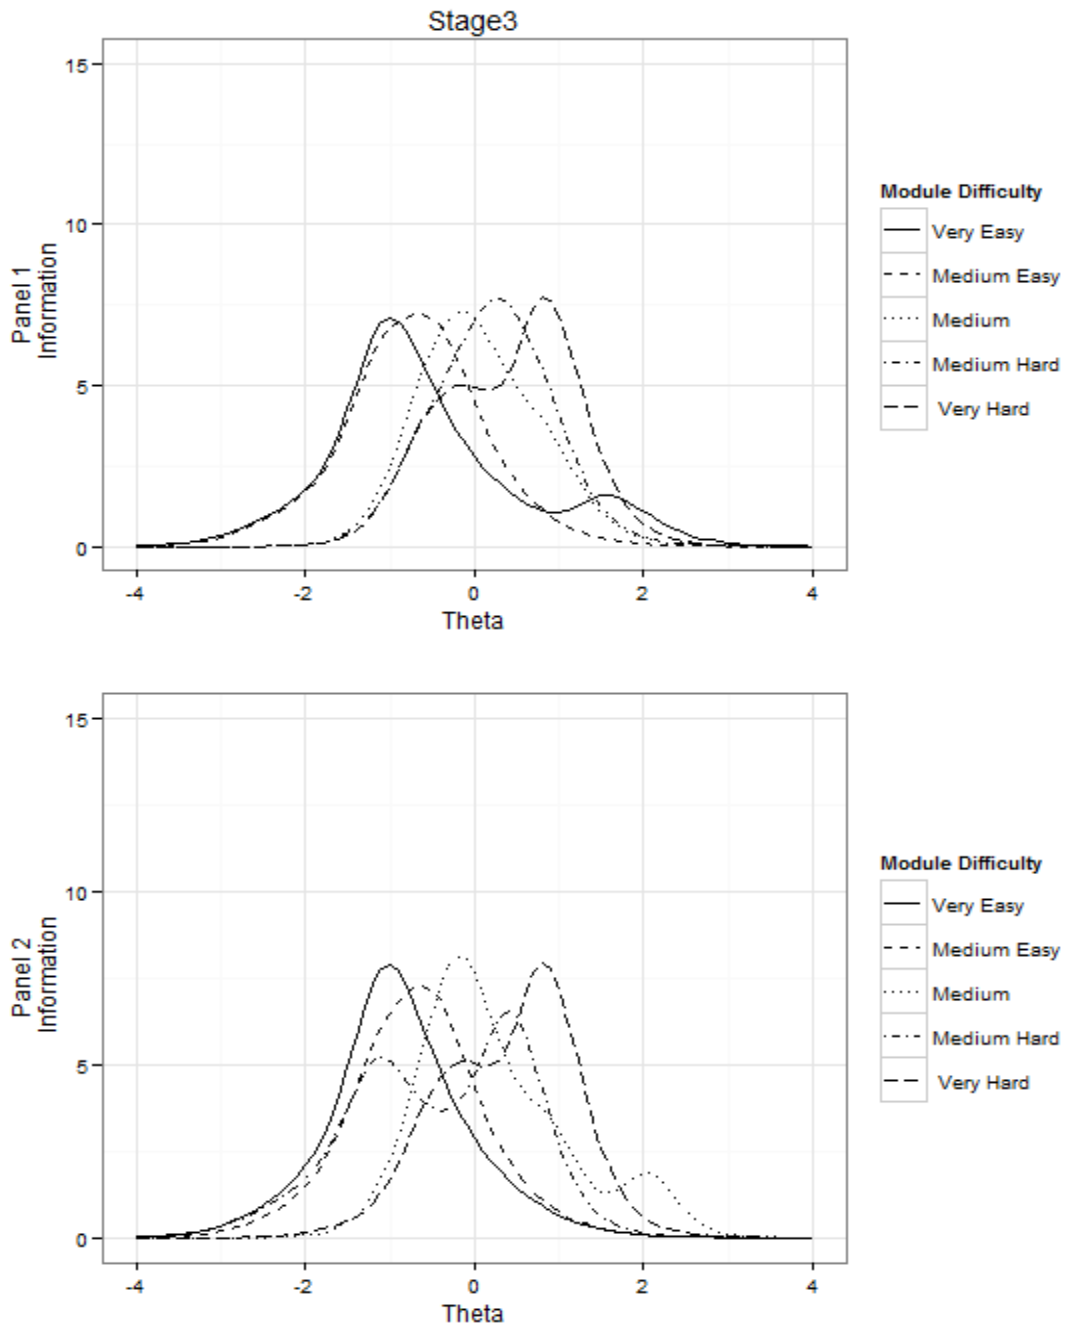 Stage3
15
10
5
0
Panel 1
Information
-4
-2
0
2
4
Theta
Module Difficulty
Very Easy
Medium Easy
Medium
Medium Hard
Very Hard
15
10
5
0
Panel 2
Information
-4
-2
0
2
4
Theta
Module Difficulty
Very Easy
Medium Easy
Medium
Medium Hard
Very Hard